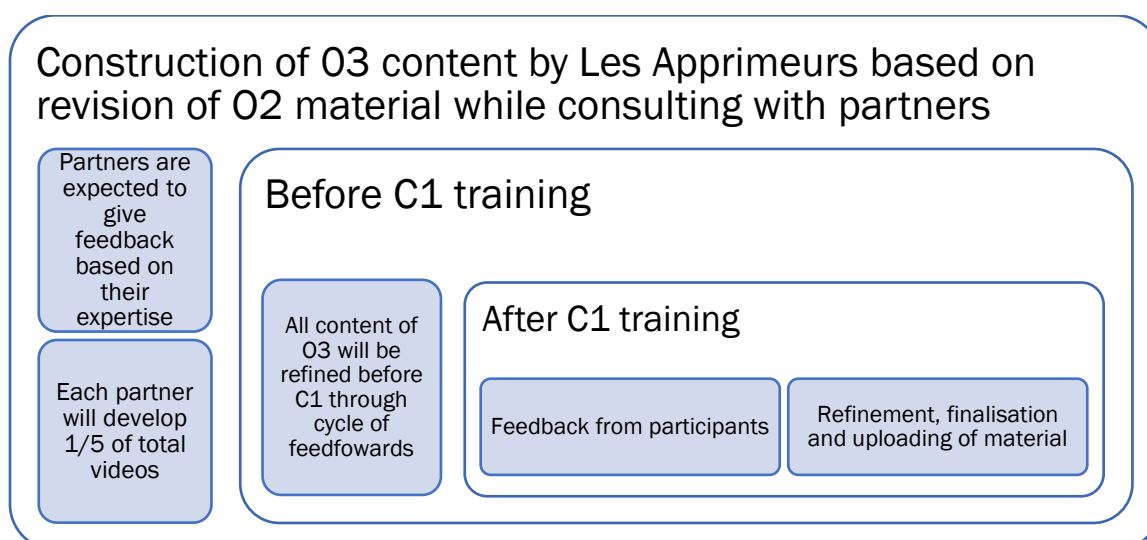 Construction of O3 content by Les Apprimeurs based on
revision of O2 material while consulting with partners
Partners are
expected to
give
feedback
based on
their
expertise
Each partner
will develop
1/5 of total
videos
Before C1 training
All content of
O3 will be
refined before
C1 through
cycle of
feedfowards
After C1 training
Feedback from participants
Refinement, finalisation
and uploading of material